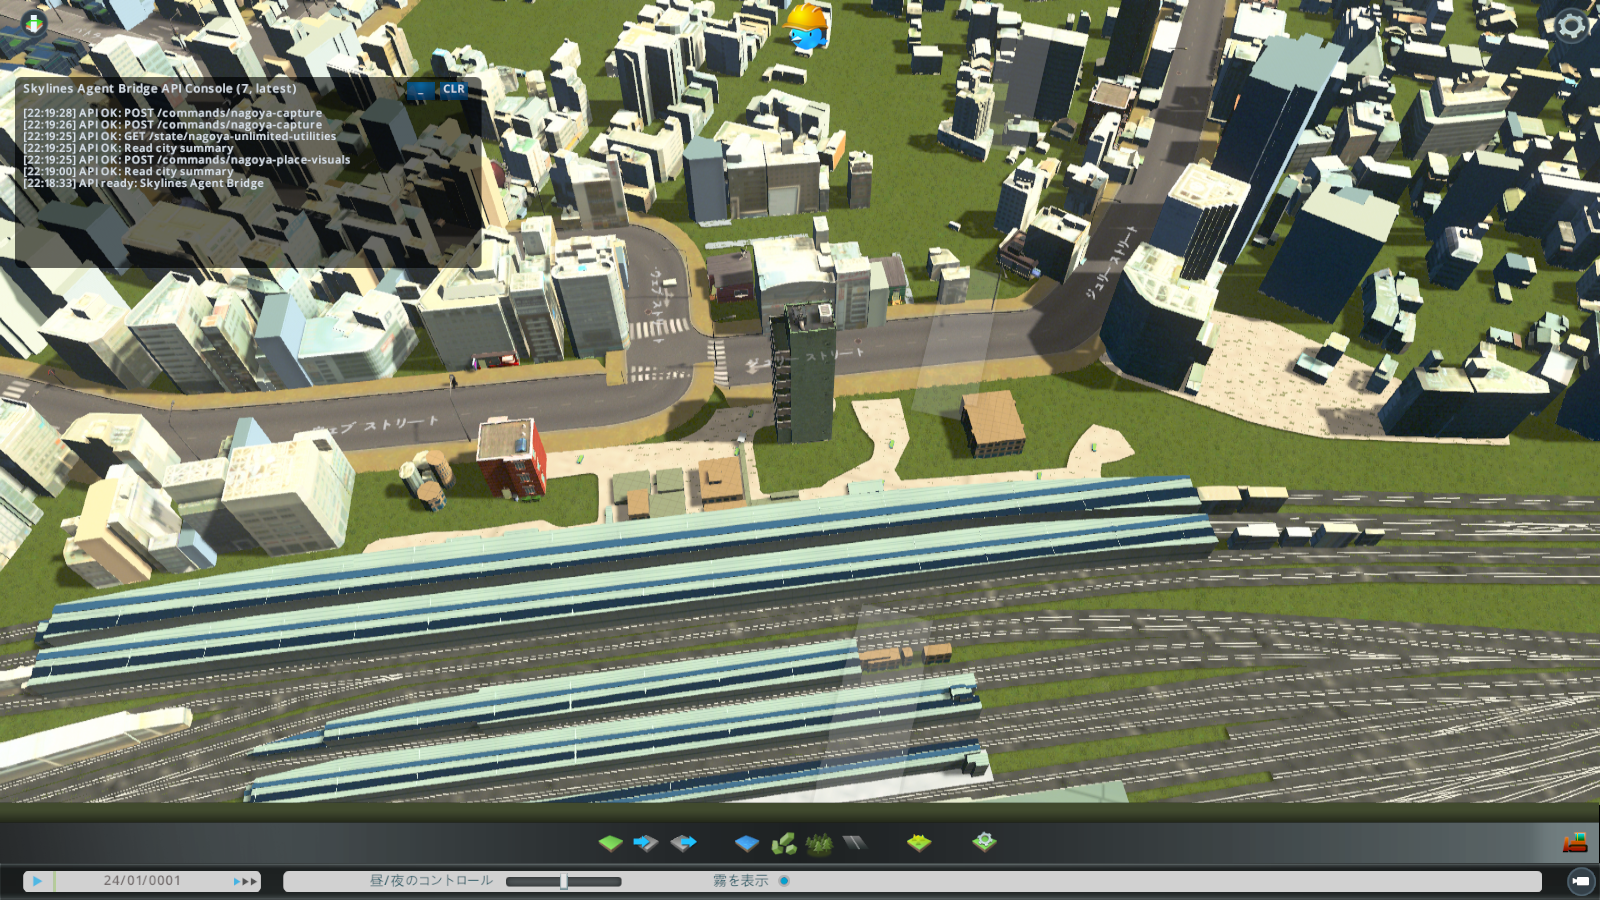 Skylines Agent Bridge API Console (7, latest)
CLR
[22:19:28] API OK: POST /commands/nagoya-capture
[22:19:26] API OK: POST /commands/nagoya-capture
[22:19:25] API OK: GET /state/nagoya-unlimited-utilities
[22:19:25] API OK: Read city summary
[22:19:25] API OK: POST /commands/nagoya-place-visuals
[22:19:00] API OK: Read city summary
[22:18:33] API ready: Skylines Agent Bridge
ジュリー ストリート
ウェブ ストリート
24/01/0001
昼/夜のコントロール
霧を表示